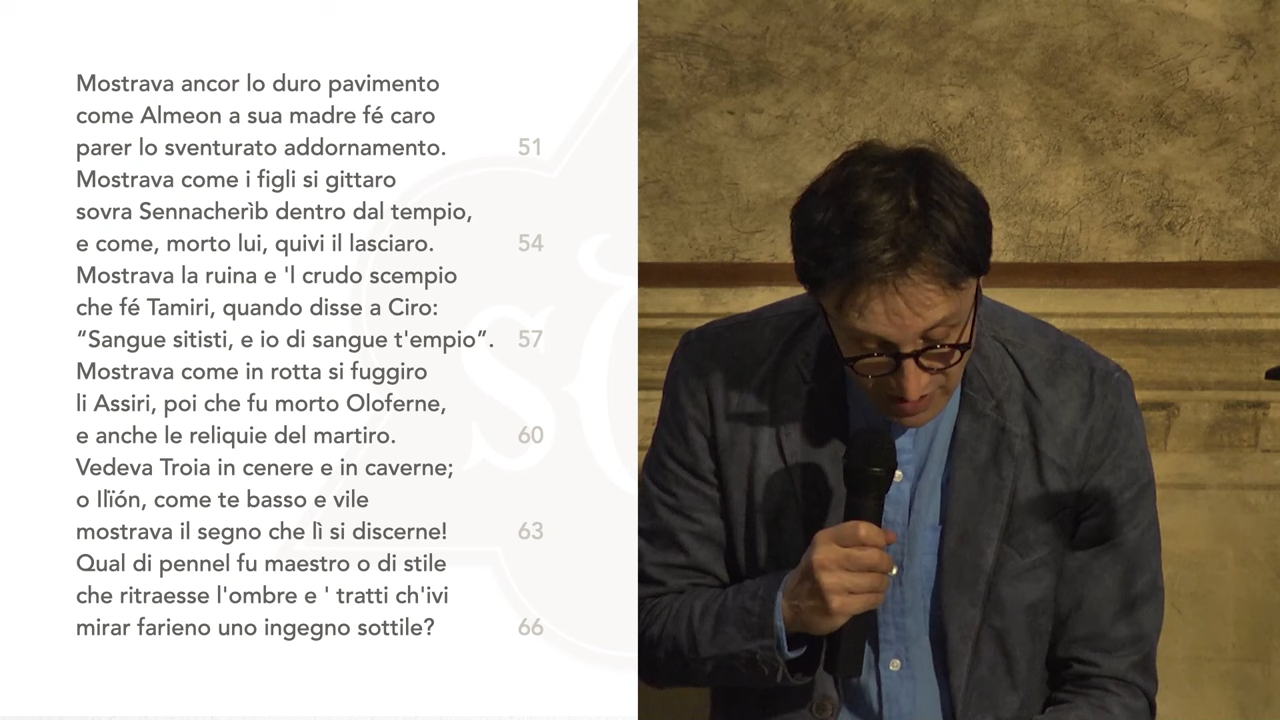 Mostrava ancor lo duro pavimento
come Almeon a sua madre fé caro
parer lo sventurato addornamento. 51
Mostrava come i figli si gittaro
sovra Sennacherìb dentro dal tempio,
e come, morto lui, quivi il lasciaro. 54
Mostrava la ruina e 'l crudo scempio
che fé Tamiri, quando disse a Ciro:
“Sangue sitisti, e io di sangue t'empio”. 57
Mostrava come in rotta si fuggiro
li Assiri, poi che fu morto Oloferne,
e anche le reliquie del martiro. 60
Vedeva Troia in cenere e in caverne;
o Ilïón, come te basso e vile
mostrava il segno che lì si discerne! 63
Qual di pennel fu maestro o di stile
che ritraesse l'ombre e ' tratti ch'ivi
mirar farieno uno ingegno sottile? 66